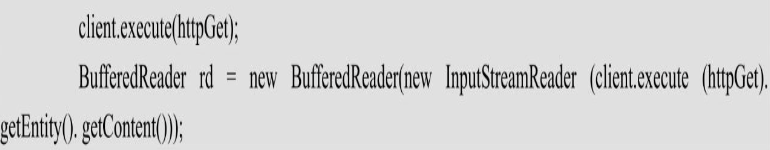 client.execute(httpGet);
BufferedReader rd = new BufferedReader(new InputStreamReader (client.execute (httpGet).
getEntity(). getContent()));